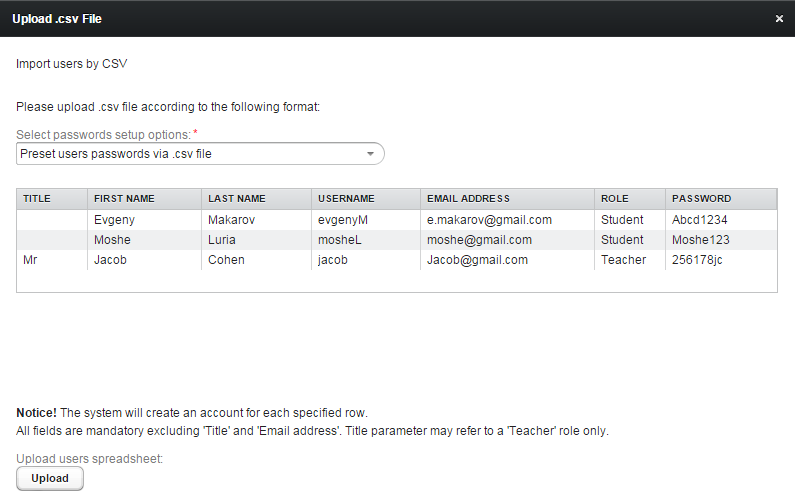 Upload .csv File ×
Import users by CSV
Please upload .csv file according to the following format:
Select passwords setup options: *
Preset users passwords via .csv file
TITLE FIRST NAME LAST NAME USERNAME EMAIL ADDRESS ROLE PASSWORD
Evgeny Makarov evgenyM e.makarov@gmail.com Student Abcd1234
Moshe Luria mosheL moshe@gmail.com Student Moshe123
Mr Jacob Cohen jacob Jacob@gmail.com Teacher 256178jc
Notice! The system will create an account for each specified row.
All fields are mandatory excluding 'Title' and 'Email address'. Title parameter may refer to a 'Teacher' role only.
Upload users spreadsheet:
Upload